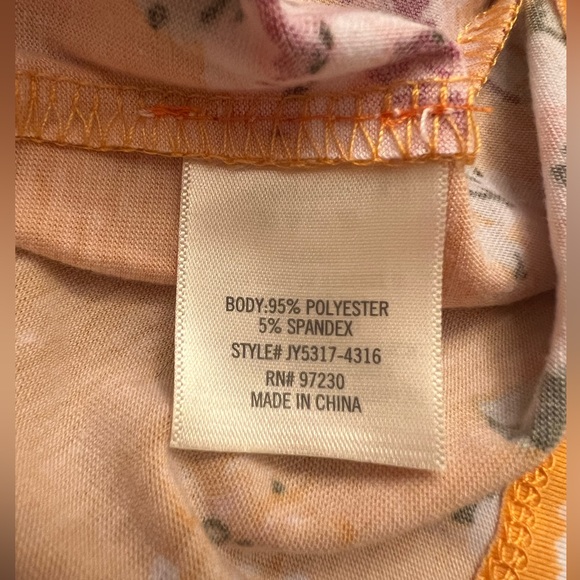 BODY:95% POLYESTER
5% SPANDEX
STYLE# JY5317-4316
RN# 97230
MADE IN CHINA